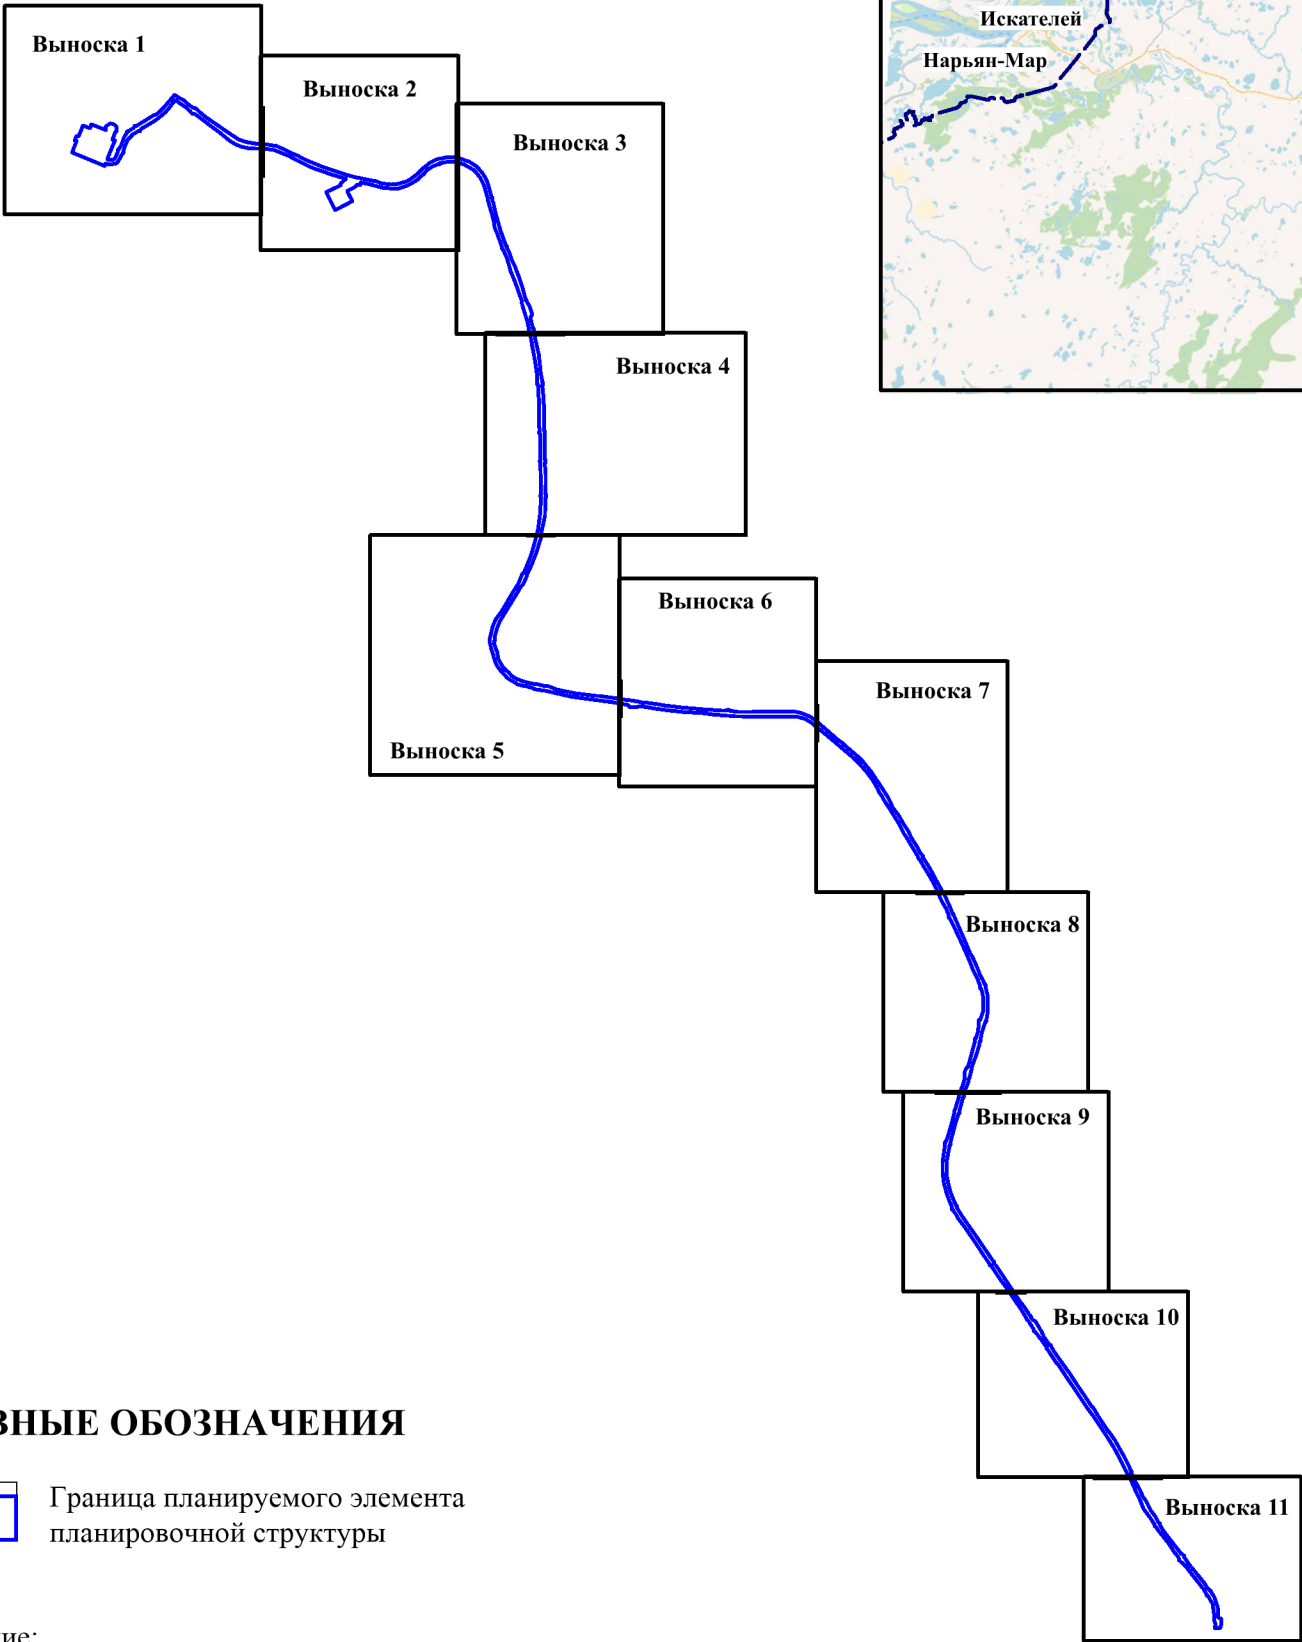 Искателей
Нарьян-Мар
Выноска 1
Выноска 2
Выноска 3
Выноска 4
Выноска 5
Выноска 6
Выноска 7
Выноска 8
Выноска 9
Выноска 10
Выноска 11
ВНЫЕ ОБОЗНАЧЕНИЯ
Граница планируемого элемента
планировочной структуры
ие: